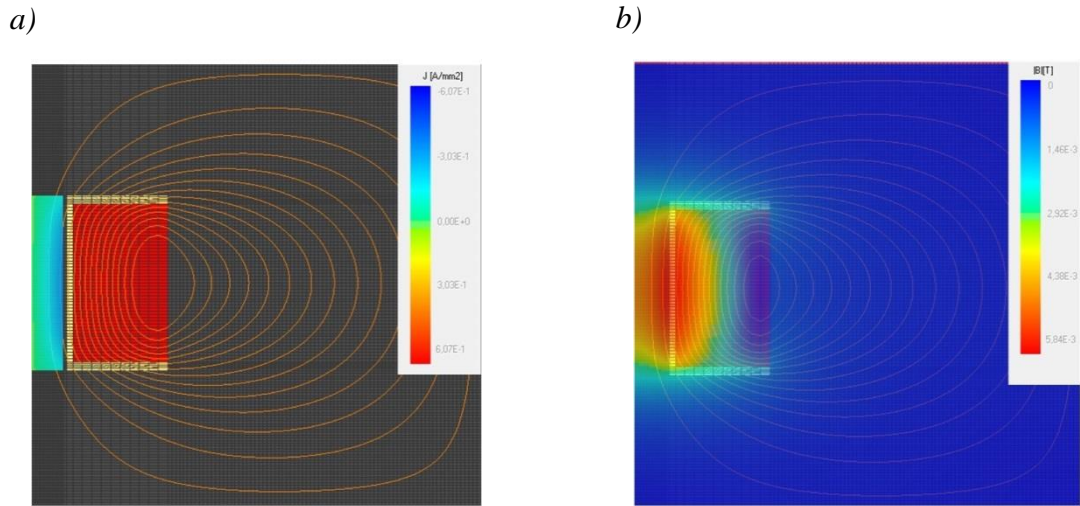 a)
b)
J [A/mm2]
-6,07E-1
-3,03E-1
0,00E+0
3,03E-1
6,07E-1
|B|[T]
0
1,46E-3
2,92E-3
4,38E-3
5,84E-3